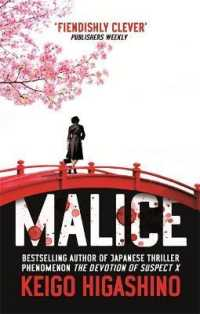 'FIENDISHLY CLEVER'
PUBLISHERS WEEKLY
MALICE
BESTSELLING AUTHOR OF JAPANESE THRILLER
PHENOMENON THE DEVOTION OF SUSPECT X
KEIGO HIGASHINO